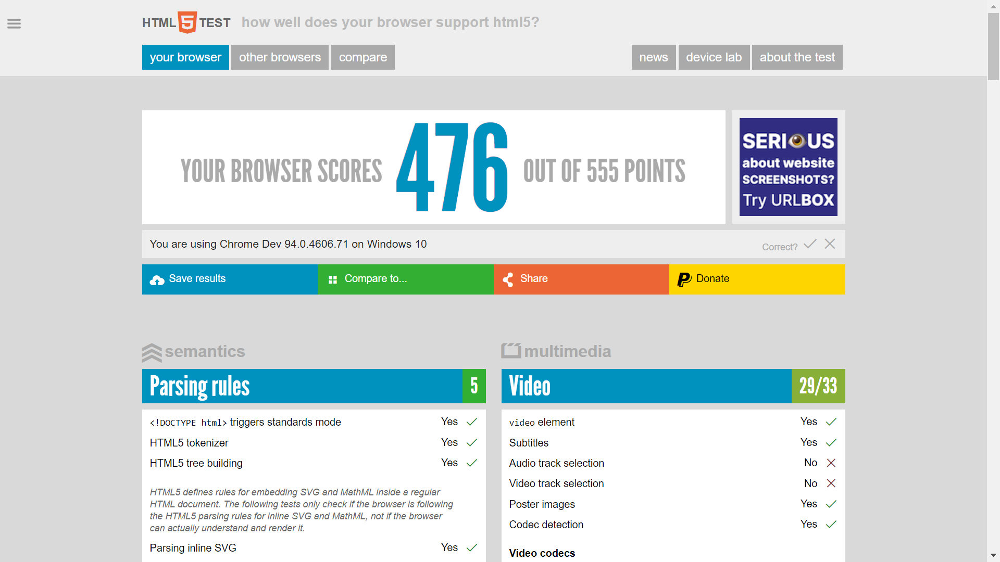 HTML5TEST how well does your browser support html5?
your browser other browsers compare news device lab about the test
YOUR BROWSER SCORES 476 OUT OF 555 POINTS
SERIOUS
about website
SCREENSHOTS?
Try URLBOX
You are using Chrome Dev 94.0.4606.71 on Windows 10 Correct?
Save results Compare to... Share Donate
semantics
Parsing rules 5
<!DOCTYPE html> triggers standards mode Yes
HTML5 tokenizer Yes
HTML5 tree building Yes
HTML5 defines rules for embedding SVG and MathML inside a regular
HTML document. The following tests only check if the browser is following
the HTML5 parsing rules for inline SVG and MathML, not if the browser
can actually understand and render it.
Parsing inline SVG Yes
multimedia
Video 29/33
video element Yes
Subtitles Yes
Audio track selection No
Video track selection No
Poster images Yes
Codec detection Yes
Video codecs